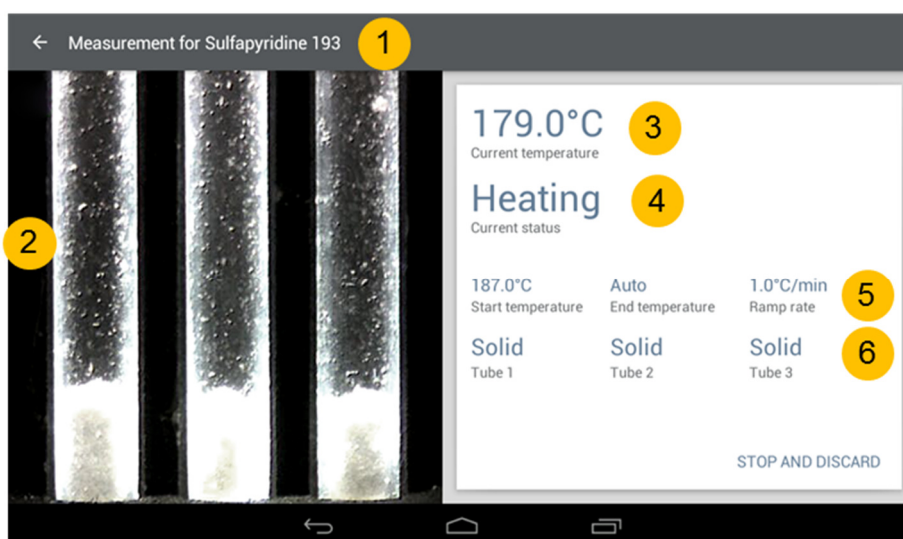 Measurement for Sulfapyridine 193 1
179.0°C 3
Current temperature
Heating 4
Current status
2
187.0°C Auto 1.0°C/min 5
Start temperature End temperature Ramp rate
Solid Solid Solid 6
Tube 1 Tube 2 Tube 3
STOP AND DISCARD